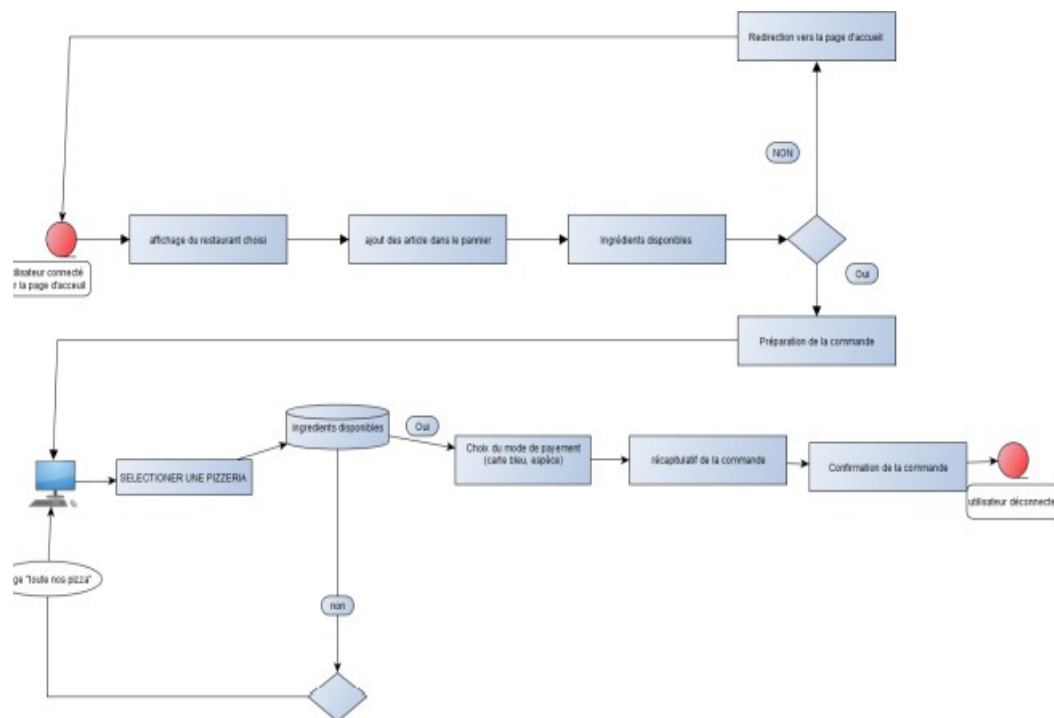 Redirection vers la page d'accueil
NON
affichage du restaurant choisi
ajout des article dans le pannier
Ingrédients disponibles
Oui
ilisateur connecté
r la page d'acceuil
Préparation de la commande
ingredients disponibles
Oui
Choix du mode de payement
(carte bleu, espèce)
récapitulatif de la commande
Confirmation de la commande
SELECTIONER UNE PIZZERIA
utilisateur déconnecte
ge "toute nos pizza"
non